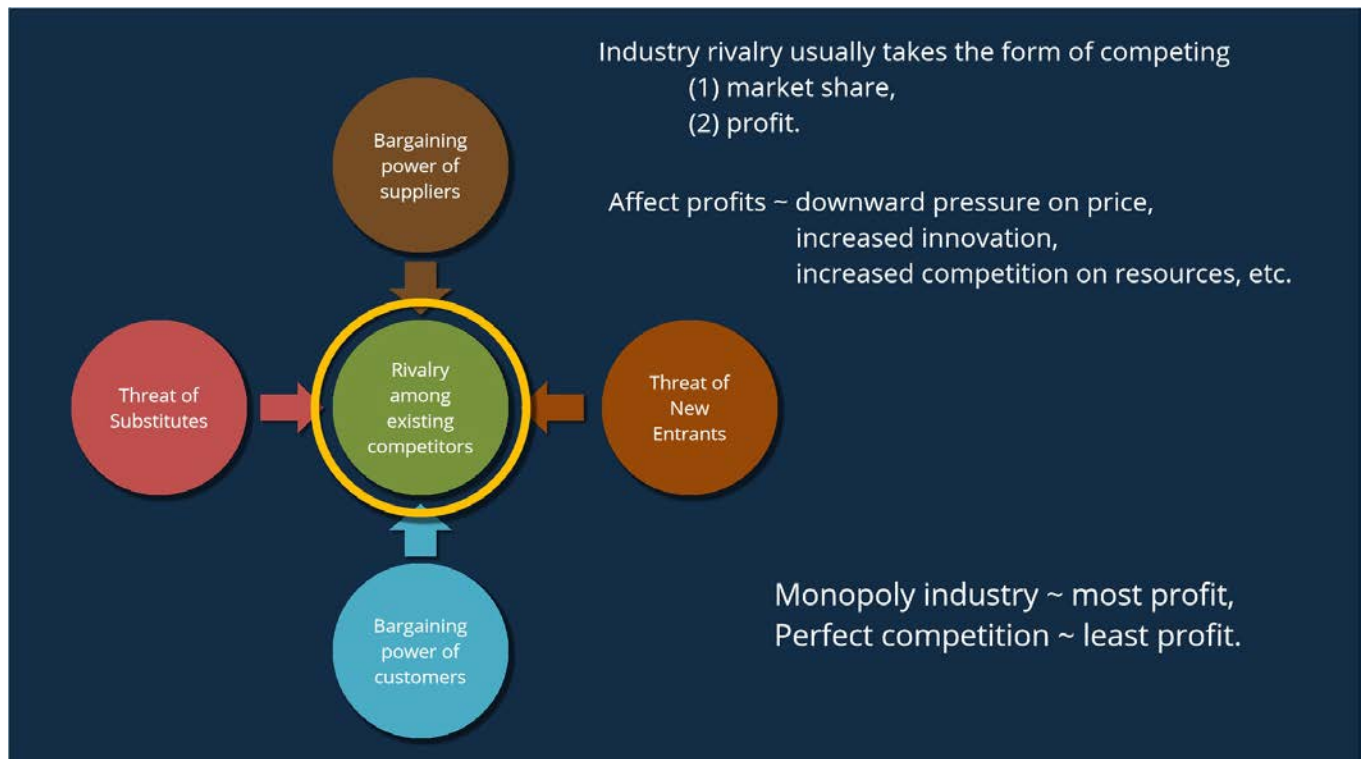 Industry rivalry usually takes the form of competing
(1) market share,
(2) profit.
Affect profits ~ downward pressure on price,
increased innovation,
increased competition on resources, etc.
Bargaining
power of
suppliers
Threat of
Substitutes
Rivalry
among
existing
competitors
Threat of
New
Entrants
Bargaining
power of
customers
Monopoly industry ~ most profit,
Perfect competition ~ least profit.